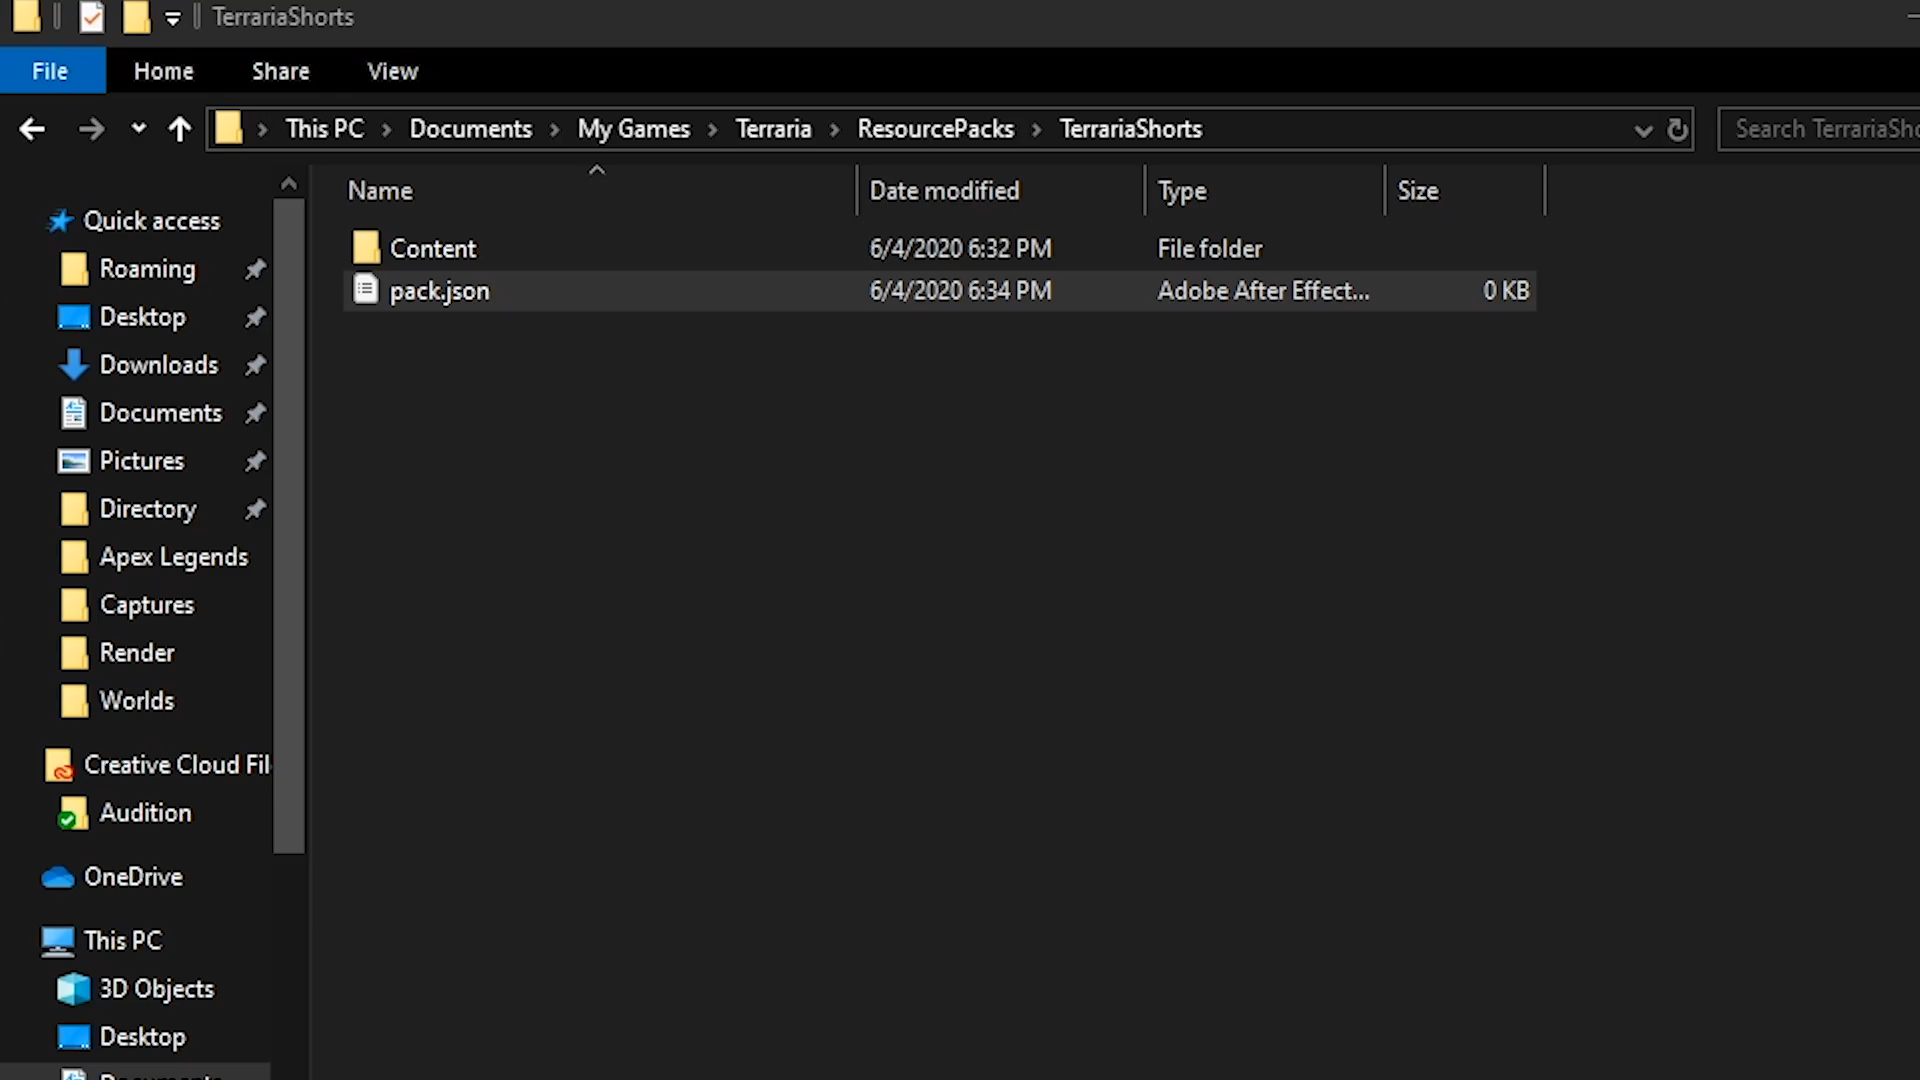 TerrariaShorts
File Home Share View
This PC > Documents > My Games > Terraria > ResourcePacks > TerrariaShorts
Search TerrariaSho
Name Date modified Type Size
Content 6/4/2020 6:32 PM File folder
pack.json 6/4/2020 6:34 PM Adobe After Effect... 0 KB
Quick access
Roaming
Desktop
Downloads
Documents
Pictures
Directory
Apex Legends
Captures
Render
Worlds
Creative Cloud Fil
Audition
OneDrive
This PC
3D Objects
Desktop
Documents